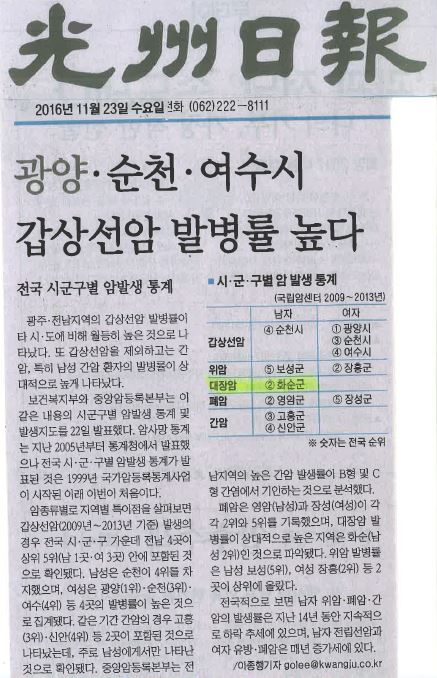 光州日報
2016년 11월 23일 수요일 전화 (062)222-8111
광양·순천·여수시
갑상선암 발병률 높다
전국 시군구별 암발생 통계
광주·전남지역의 갑상선암 발병률이
타 시·도에 비해 월등히 높은 것으로 나
타났다. 또 갑상선암을 제외하고는 간
암, 특히 남성 간암 환자의 발병률이 상
대적으로 높게 나타났다.
보건복지부와 중앙암등록본부는 이
같은 내용의 시군구별 암발생 통계 및
발생지도를 22일 발표했다. 암사망 통계
는 지난 2005년부터 통계청에서 발표했
으나 전국 시·군·구별 암발생 통계가 발
표된 것은 1999년 국가암등록통계사업
이 시작된 이래 이번이 처음이다.
암종류별로 지역별 특이점을 살펴보면
갑상선암(2009년~2013년 기준) 발생의
경우 전국 시·군·구 가운데 전남 4곳이
상위 5위(남 1곳·여 3곳) 안에 포함된 것
으로 확인됐다. 남성은 순천이 4위를 차
지했으며, 여성은 광양(1위)·순천(3위)·
여수(4위) 등 4곳의 발병률이 높은 것으
로 집계됐다. 같은 기간 간암의 경우 고흥
(3위)·신안(4위) 등 2곳이 포함된 것으로
나타났는데, 주로 남성에게서만 나타난
것으로 확인됐다. 중앙암등록본부는 전
■ 시·군·구별 암 발생 통계
(국립암센터 2009~2013년)
남자 여자
갑상선암 ④ 순천시 ① 광양시
③ 순천시
④ 여수시
위암 ⑤ 보성군 ② 장흥군
대장암 ② 화순군
폐암 ② 영암군 ⑤ 장성군
간암 ③ 고흥군
④ 신안군
※ 숫자는 전국 순위
남지역의 높은 간암 발생률이 B형 및 C
형 간염에서 기인하는 것으로 분석했다.
폐암은 영암(남성)과 장성(여성)이 각
각 2위와 5위를 기록했으며, 대장암 발
병률이 상대적으로 높은 지역은 화순(남
성 2위)인 것으로 파악됐다. 위암 발병률
은 남성 보성(5위), 여성 장흥(2위) 등 2
곳이 상위에 올랐다.
전국적으로 보면 남자 위암·폐암·간
암의 발생률은 지난 14년 동안 지속적으
로 하락 추세에 있으며, 남자 전립선암과
여자 유방·폐암은 매년 증가세에 있다.
/이종행기자 golee@kwangju.co.kr